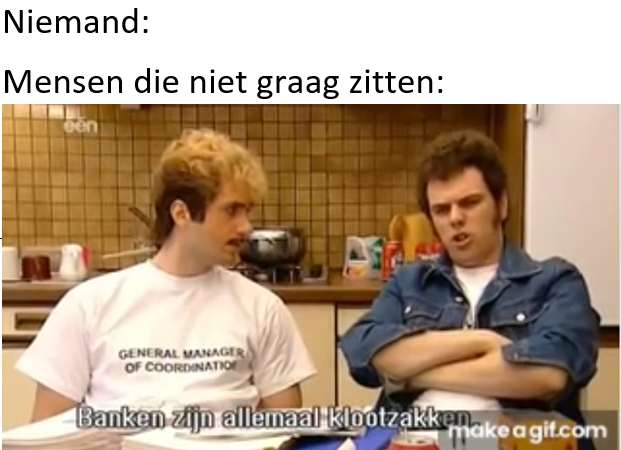 Niemand:
Mensen die niet graag zitten:
één
GENERAL MANAGER
OF COORDINATION
Banken zijn allemaal klootzakken
makeagif.com